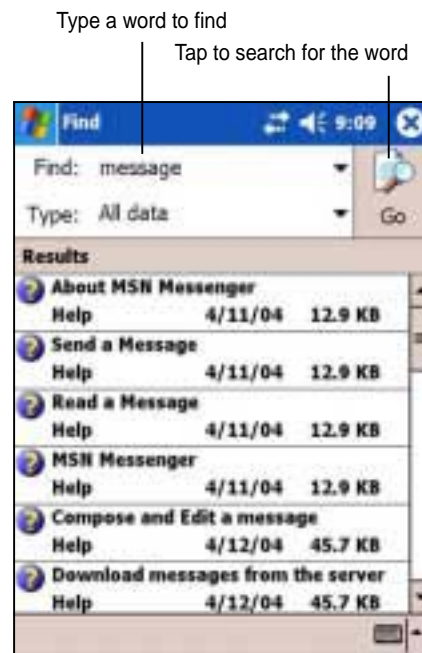 Type a word to find
Tap to search for the word
Find 9:09
Find: message
Type: All data Go
Results
About MSN Messenger
Help 4/11/04 12.9 KB
Send a Message
Help 4/11/04 12.9 KB
Read a Message
Help 4/11/04 12.9 KB
MSN Messenger
Help 4/11/04 12.9 KB
Compose and Edit a message
Help 4/12/04 45.7 KB
Download messages from the server
Help 4/12/04 45.7 KB